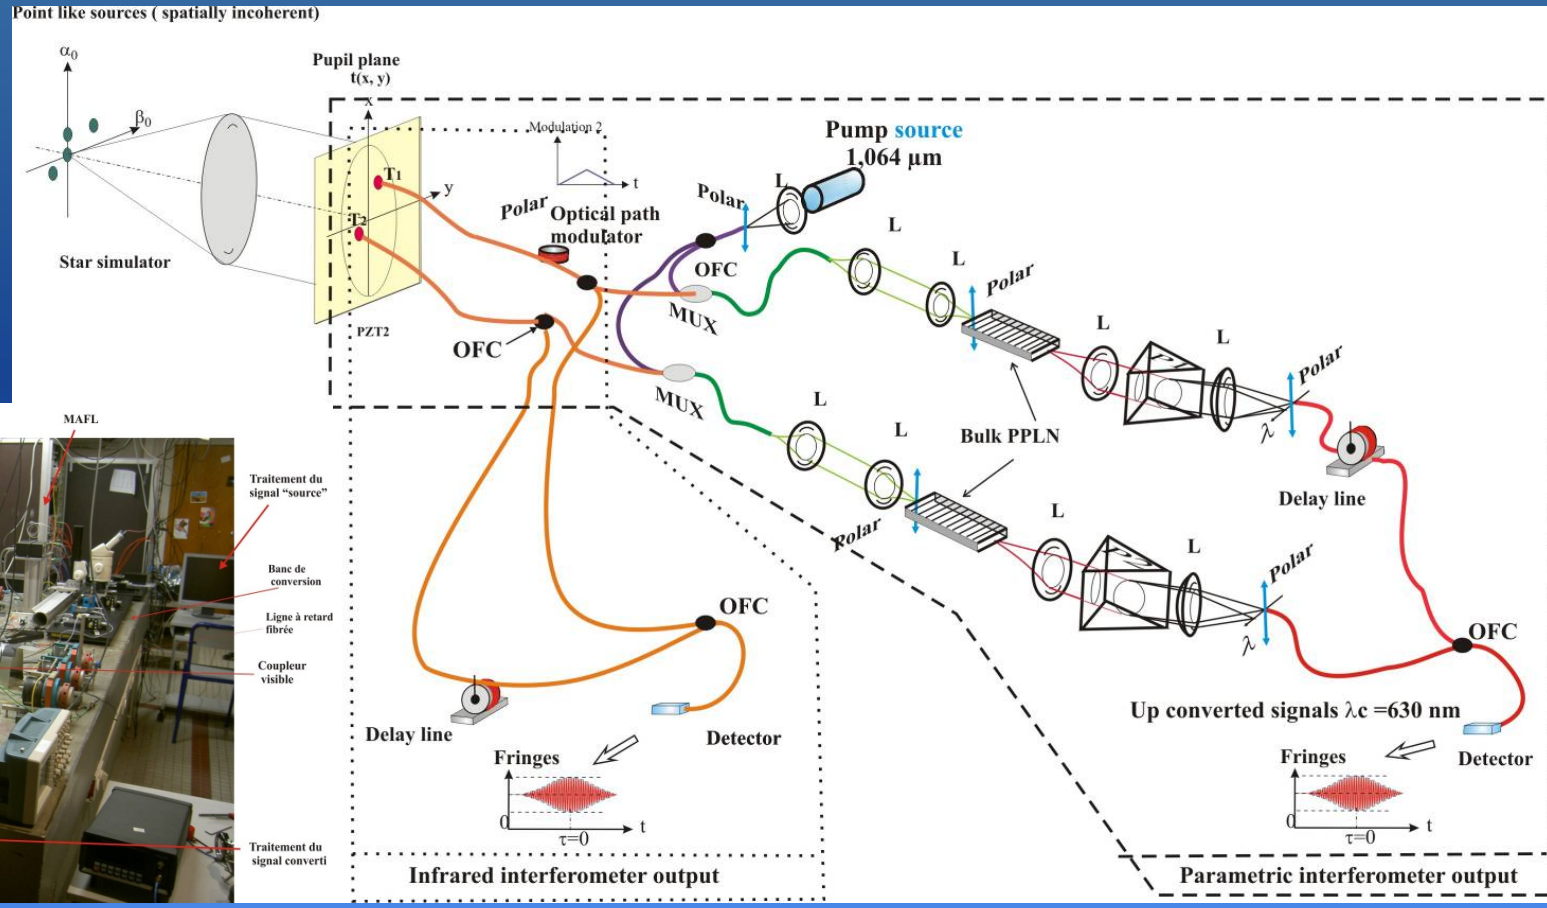 Point like sources ( spatially incoherent)
α0
β0
Star simulator
Pupil plane
t(x, y)
x
y
T1
T2
PZT2
Modulation 2
t
Polar
Optical path
modulator
OFC
Pump source
1,064 µm
Polar
L
OFC
MUX
MUX
L
L
Polar
L
L
Polar
λ
Delay line
Bulk PPLN
L
L
Polar
L
L
Polar
λ
OFC
Up converted signals λc =630 nm
Detector
Fringes
0
t
τ=0
Parametric interferometer output
OFC
Delay line
Detector
Fringes
0
t
τ=0
Infrared interferometer output
MAFL
Traitement du
signal “source”
Banc de
conversion
Ligne à retard
fibrée
Coupleur
visible
Traitement du
signal converti